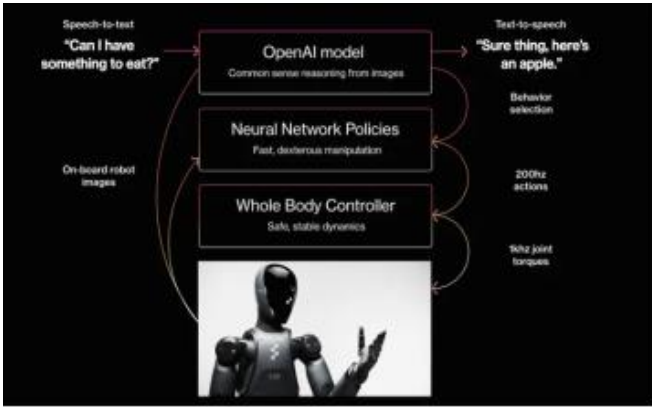 Speech-to-text
"Can I have
something to eat?"
OpenAI model
Common sense reasoning from images
Text-to-speech
"Sure thing, here's
an apple."
Behavior
selection
Neural Network Policies
Fast, dexterous manipulation
On-board robot
images
200hz
actions
Whole Body Controller
Safe, stable dynamics
1khz joint
torques